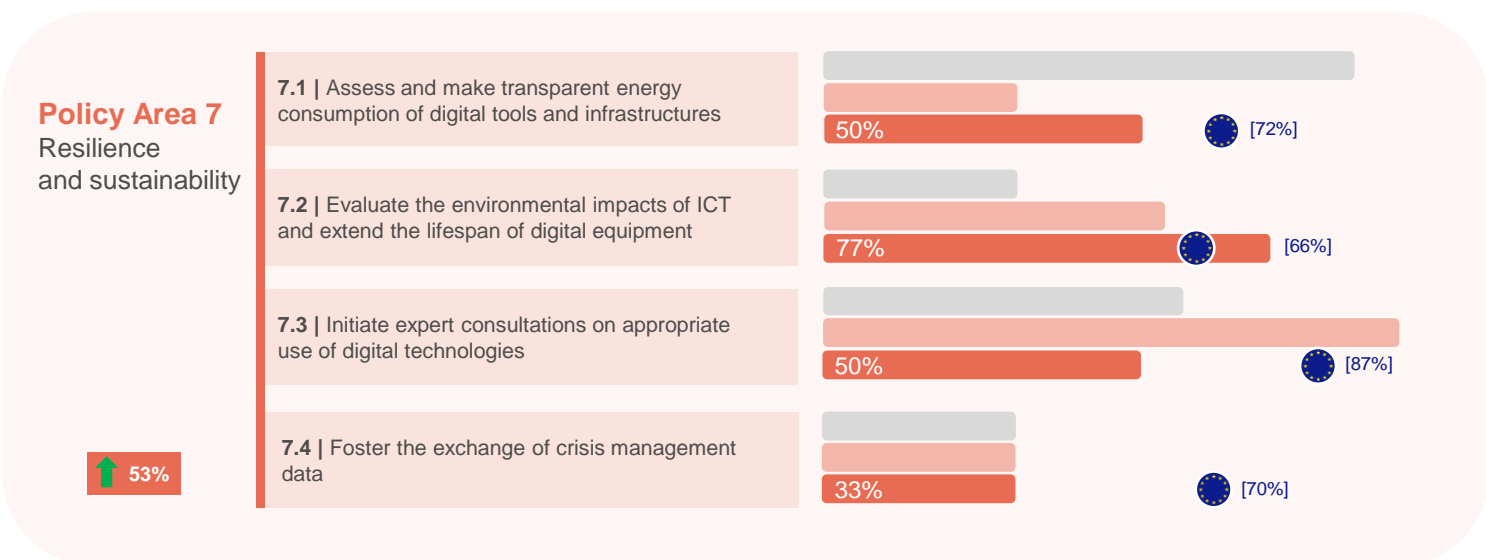 Policy Area 7
Resilience
and sustainability
53%
7.1 | Assess and make transparent energy
consumption of digital tools and infrastructures
50%
[72%]
7.2 | Evaluate the environmental impacts of ICT
and extend the lifespan of digital equipment
77%
[66%]
7.3 | Initiate expert consultations on appropriate
use of digital technologies
50%
[87%]
7.4 | Foster the exchange of crisis management
data
33%
[70%]